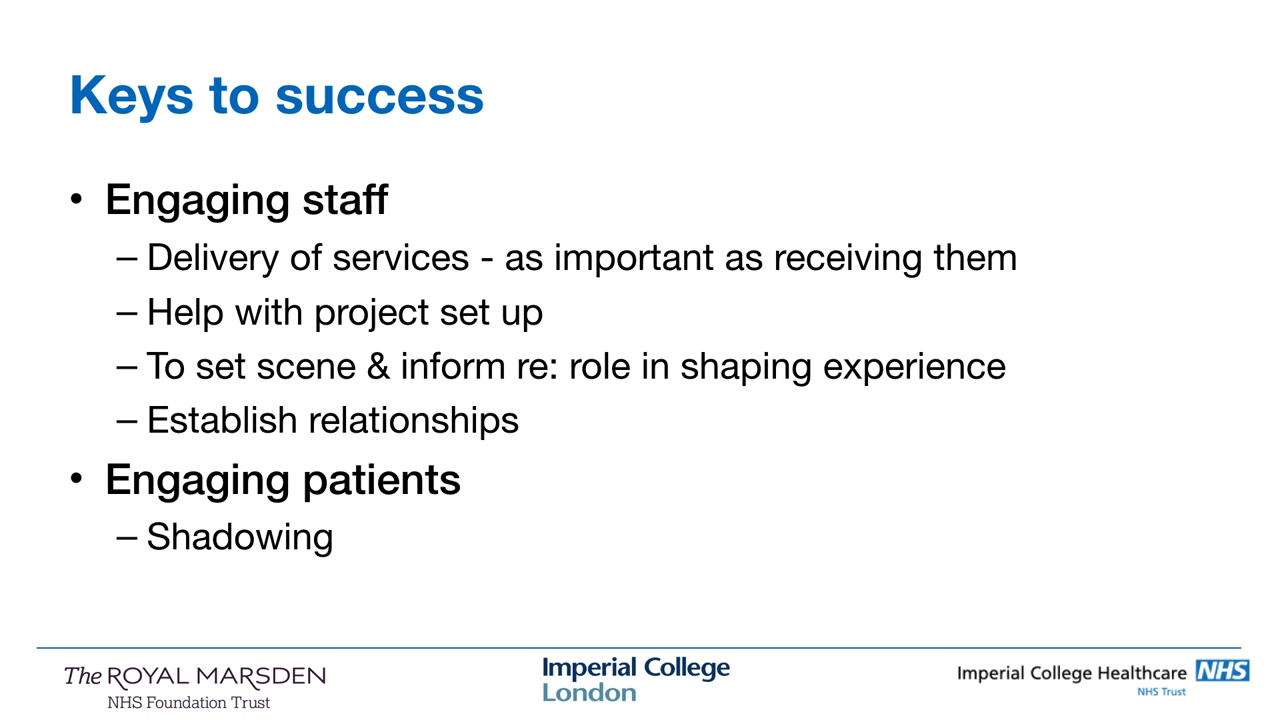 Keys to success
• Engaging staff
– Delivery of services - as important as receiving them
– Help with project set up
– To set scene & inform re: role in shaping experience
– Establish relationships
• Engaging patients
– Shadowing
The ROYAL MARSDEN
NHS Foundation Trust
Imperial College
London
Imperial College Healthcare NHS
NHS Trust